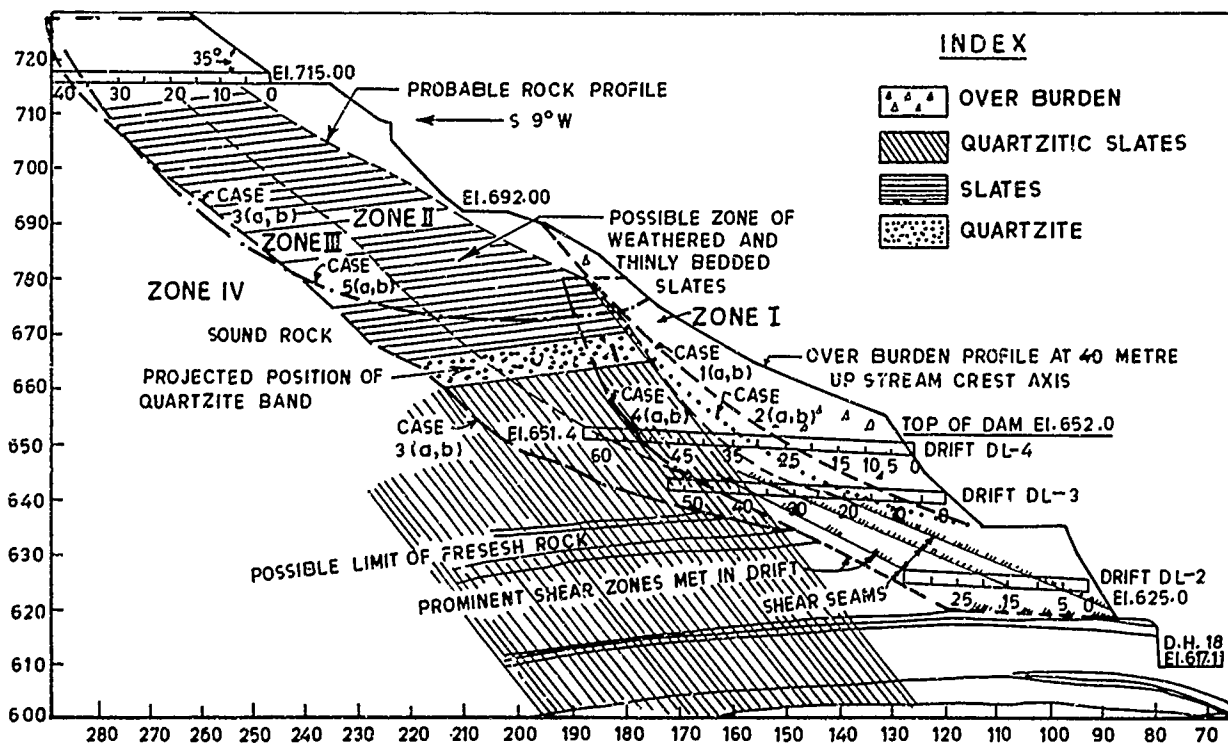 INDEX
OVER BURDEN
QUARTZITIC SLATES
SLATES
QUARTZITE
35°
El.715.00
40 30 20 10 0
PROBABLE ROCK PROFILE
S 9° W
El.692.00
CASE
3(a,b)
ZONE II
ZONE III
CASE
5(a,b)
ZONE IV
POSSIBLE ZONE OF
WEATHERED AND
THINLY BEDDED
SLATES
ZONE I
SOUND ROCK
PROJECTED POSITION OF
QUARTZITE BAND
CASE
1(a,b)
OVER BURDEN PROFILE AT 40 METRE
UP STREAM CREST AXIS
CASE
3(a,b)
CASE
4(a,b)
CASE
2(a,b)
El.651.4
TOP OF DAM El.652.0
DRIFT DL-4
60 45 35 25 15 10 5 0
DRIFT DL-3
50 40 30 20 10 0
POSSIBLE LIMIT OF FRESESH ROCK
PROMINENT SHEAR ZONES MET IN DRIFT
SHEAR SEAMS
DRIFT DL-2
El.625.0
25 15 5 0
D.H. 18
El.617.11
720
710
700
690
780
670
660
650
640
630
620
610
600
280 260 250 240 230 220 210 200 190 180 170 160 150 140 130 120 110 100 90 80 70